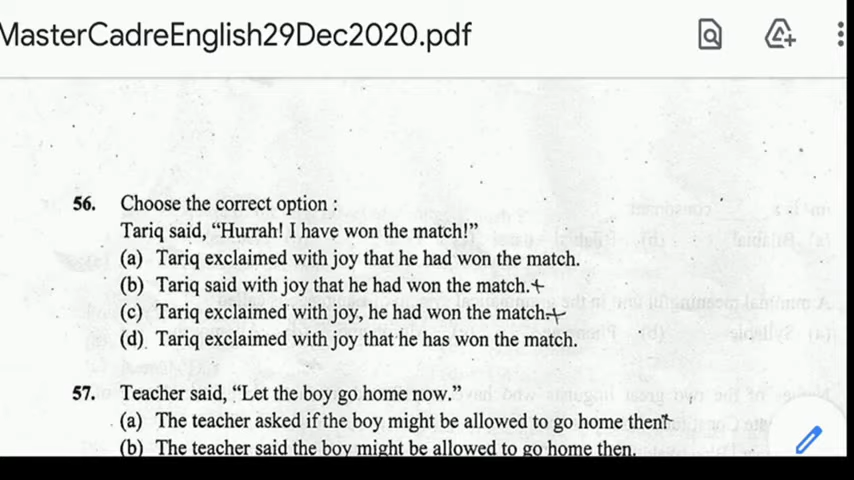 MasterCadreEnglish29Dec2020.pdf
56. Choose the correct option :
Tariq said, “Hurrah! I have won the match!”
(a) Tariq exclaimed with joy that he had won the match.
(b) Tariq said with joy that he had won the match.
(c) Tariq exclaimed with joy, he had won the match.
(d) Tariq exclaimed with joy that he has won the match.
57. Teacher said, “Let the boy go home now.”
(a) The teacher asked if the boy might be allowed to go home then.
(b) The teacher said the boy might be allowed to go home then.